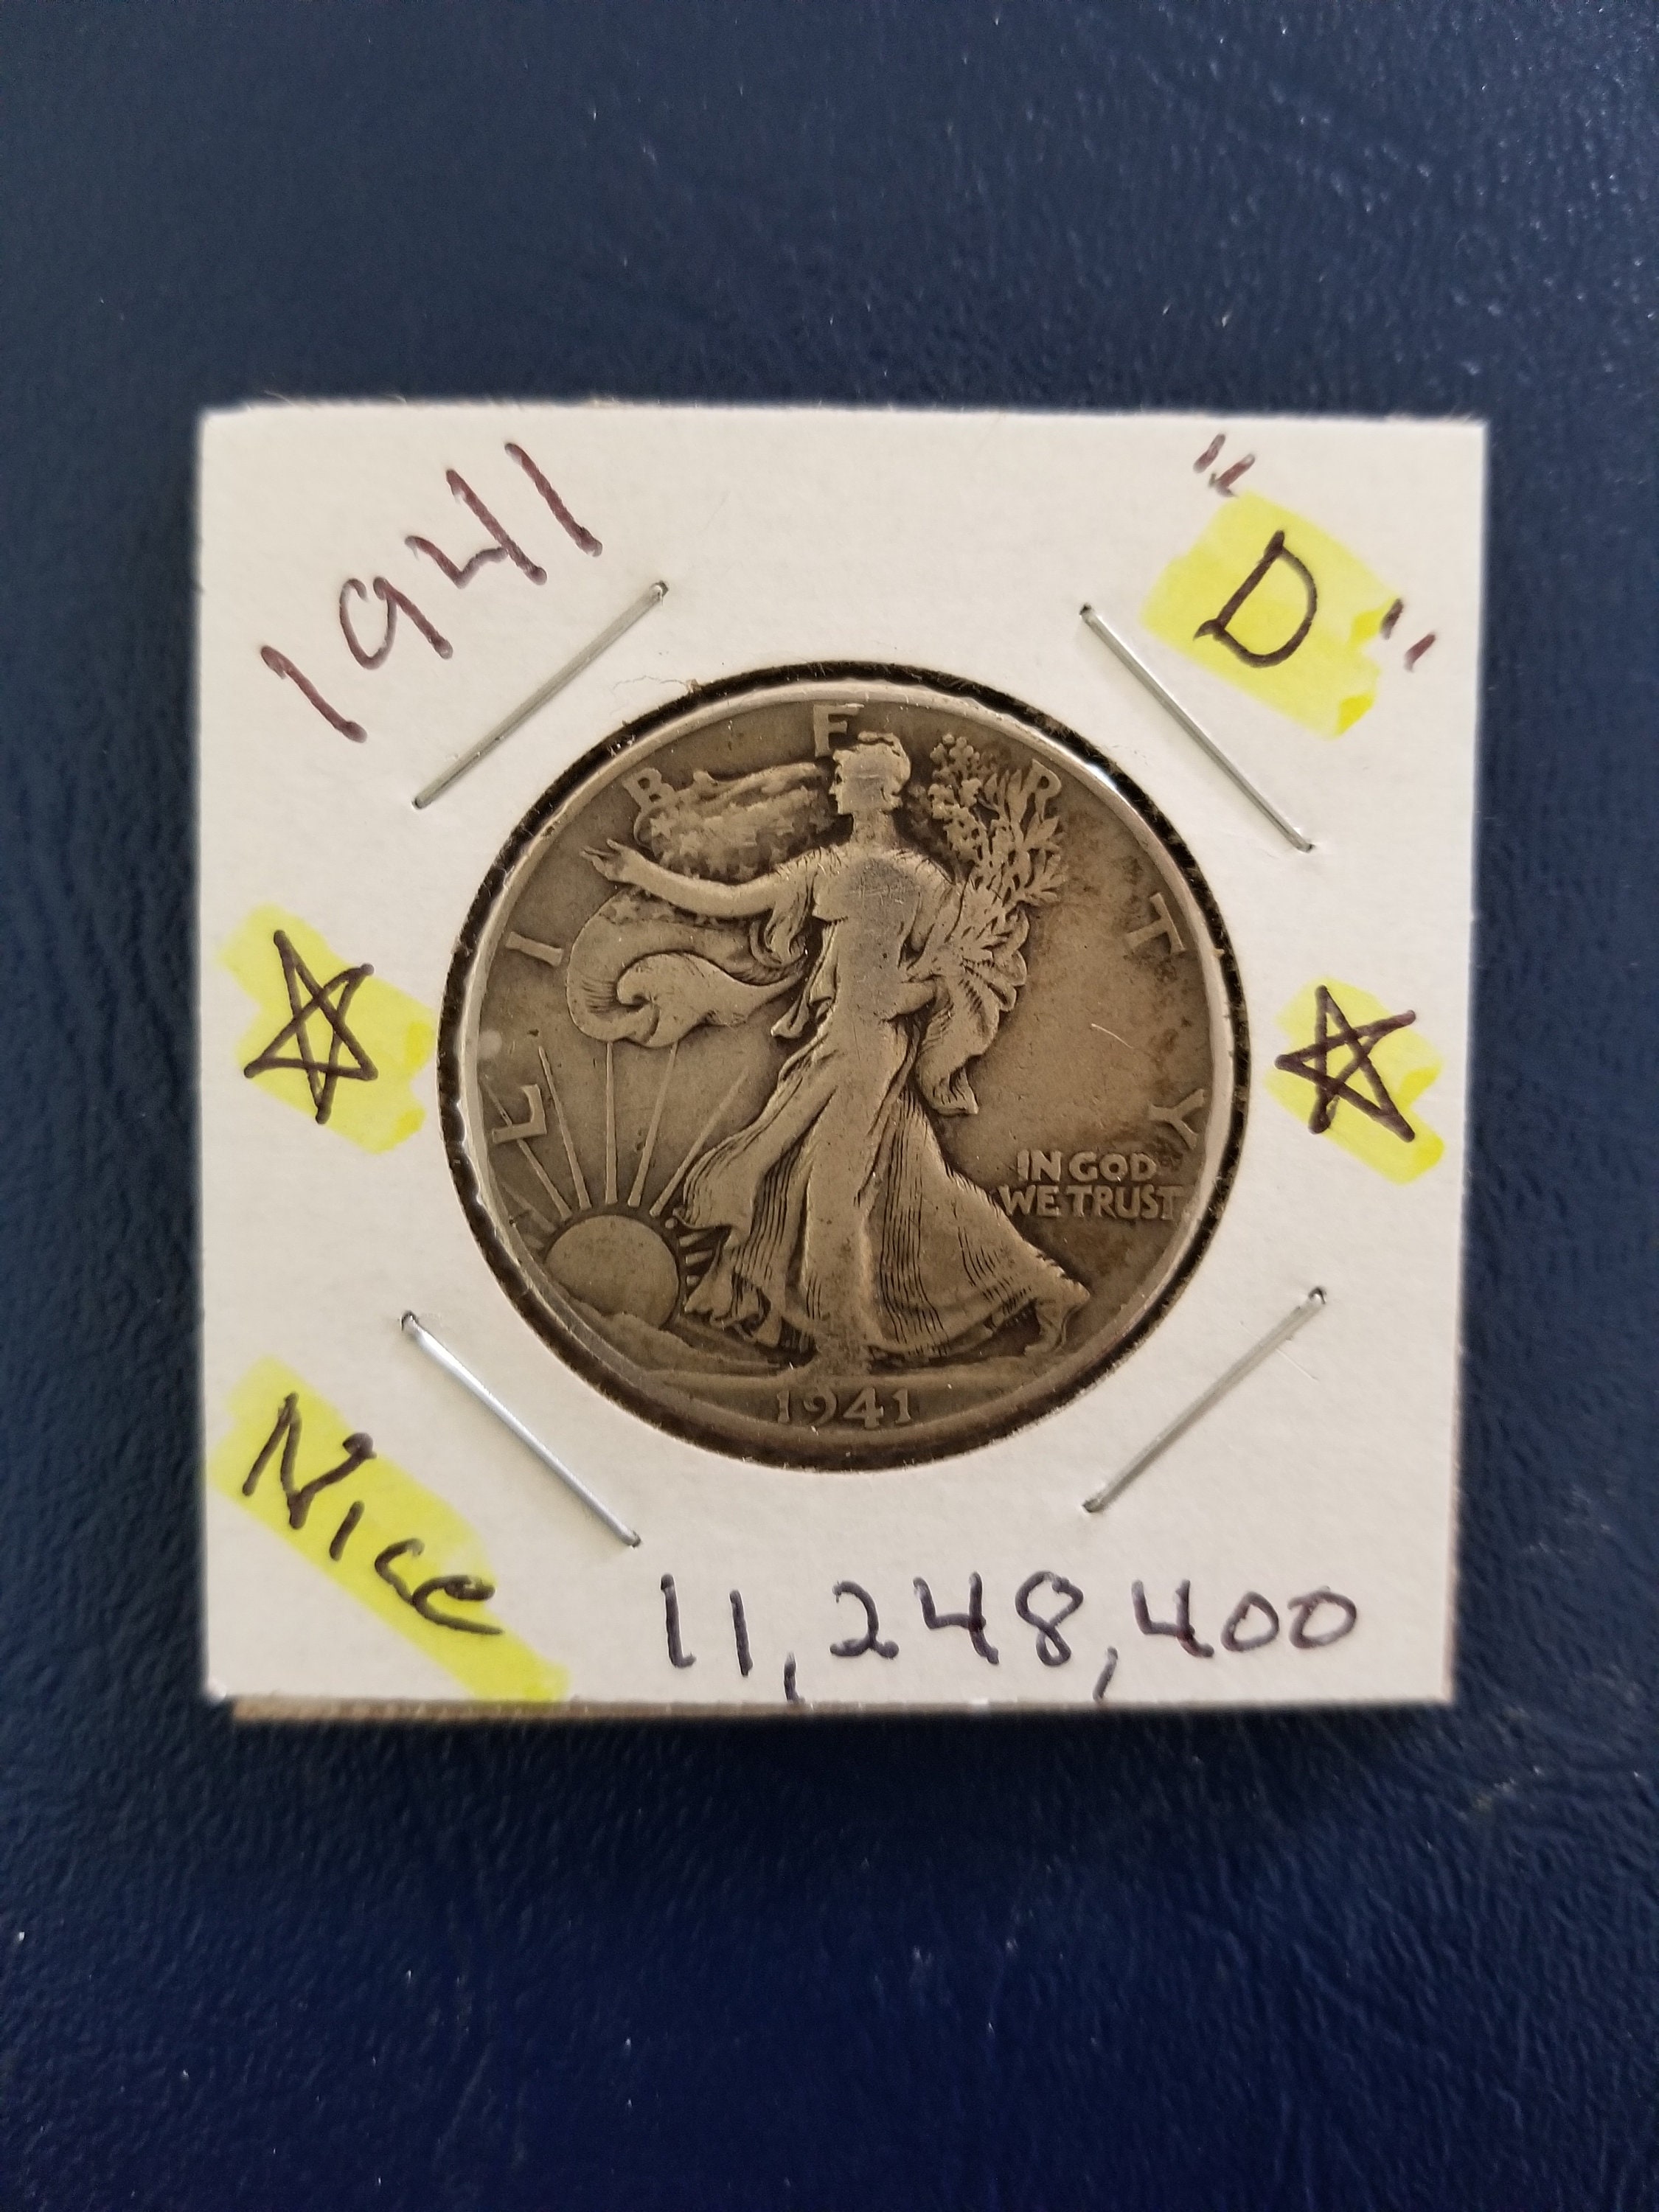 1941
"D"
LIBERTY
IN GOD
WE TRUST
1941
Nice
11,248,400